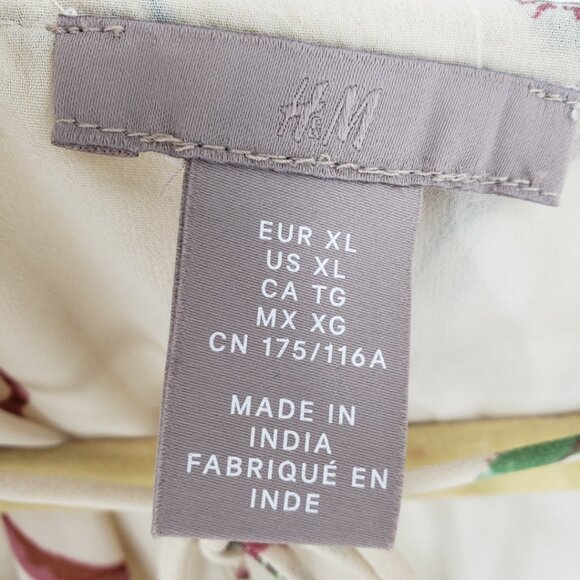 H&M
EUR XL
US XL
CA TG
MX XG
CN 175/116A
MADE IN
INDIA
FABRIQUÉ EN
INDE